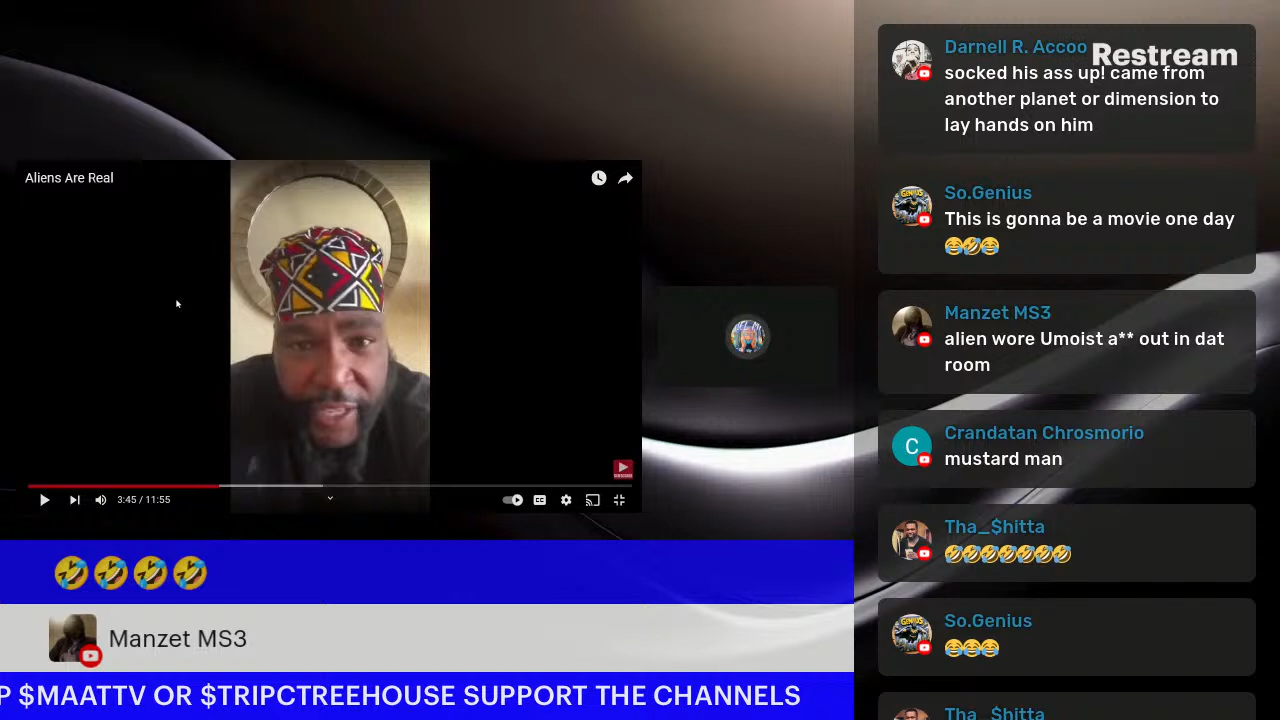 Aliens Are Real
3:45 / 11:55
CC
🤣🤣🤣🤣
Manzet MS3
P $MAATTV OR $TRIPCTREEHOUSE SUPPORT THE CHANNELS
Restream
Darnell R. Accoo
socked his ass up! came from
another planet or dimension to
lay hands on him
So.Genius
This is gonna be a movie one day
😂🤣😂
Manzet MS3
alien wore Umoist a** out in dat
room
C
Crandatan Chrosmorio
mustard man
Tha_$hitta
🤣🤣🤣🤣🤣🤣🤣
So.Genius
😂😂😂
Tha_$hitta